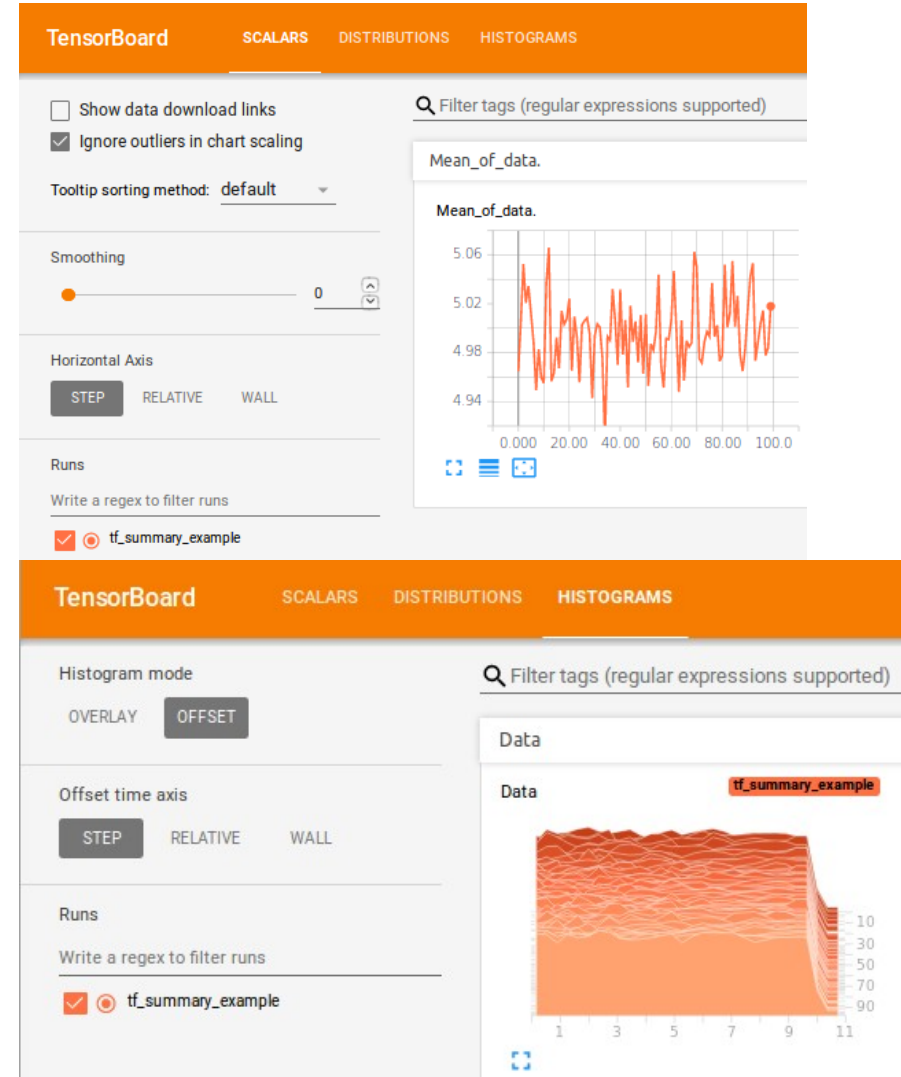 TensorBoard SCALARS DISTRIBUTIONS HISTOGRAMS
Show data download links
Ignore outliers in chart scaling
Tooltip sorting method: default
Smoothing
0
Horizontal Axis
STEP RELATIVE WALL
Runs
Write a regex to filter runs
tf_summary_example
Filter tags (regular expressions supported)
Mean_of_data.
Mean_of_data.
5.06
5.02
4.98
4.94
0.000 20.00 40.00 60.00 80.00 100.0
TensorBoard SCALARS DISTRIBUTIONS HISTOGRAMS
Histogram mode
OVERLAY OFFSET
Offset time axis
STEP RELATIVE WALL
Runs
Write a regex to filter runs
tf_summary_example
Filter tags (regular expressions supported)
Data
Data tf_summary_example
10
30
50
70
90
1 3 5 7 9 11